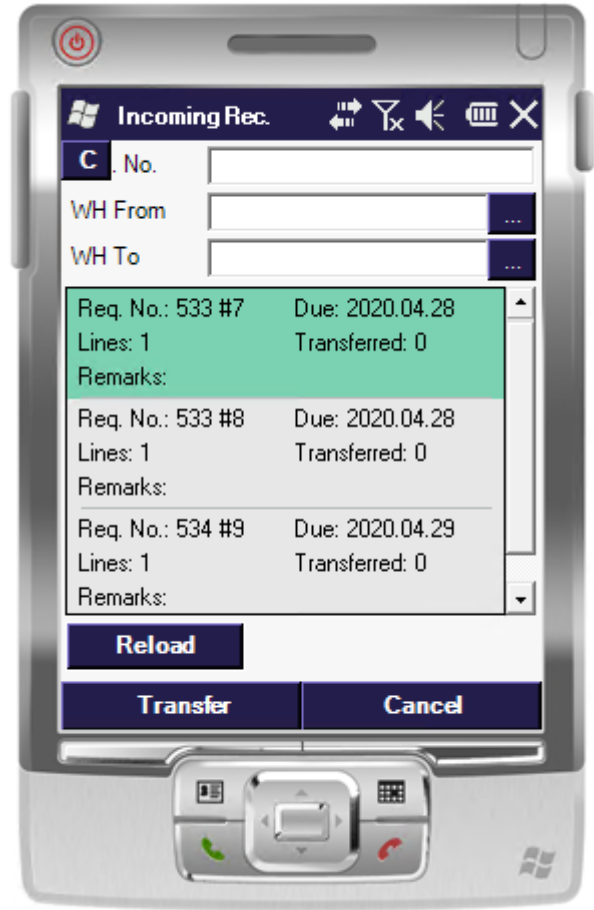 Incoming Rec.
C . No.
WH From ...
WH To ...
Req. No.: 533 #7 Due: 2020.04.28
Lines: 1 Transferred: 0
Remarks:
Req. No.: 533 #8 Due: 2020.04.28
Lines: 1 Transferred: 0
Remarks:
Req. No.: 534 #9 Due: 2020.04.29
Lines: 1 Transferred: 0
Remarks:
Reload
Transfer Cancel